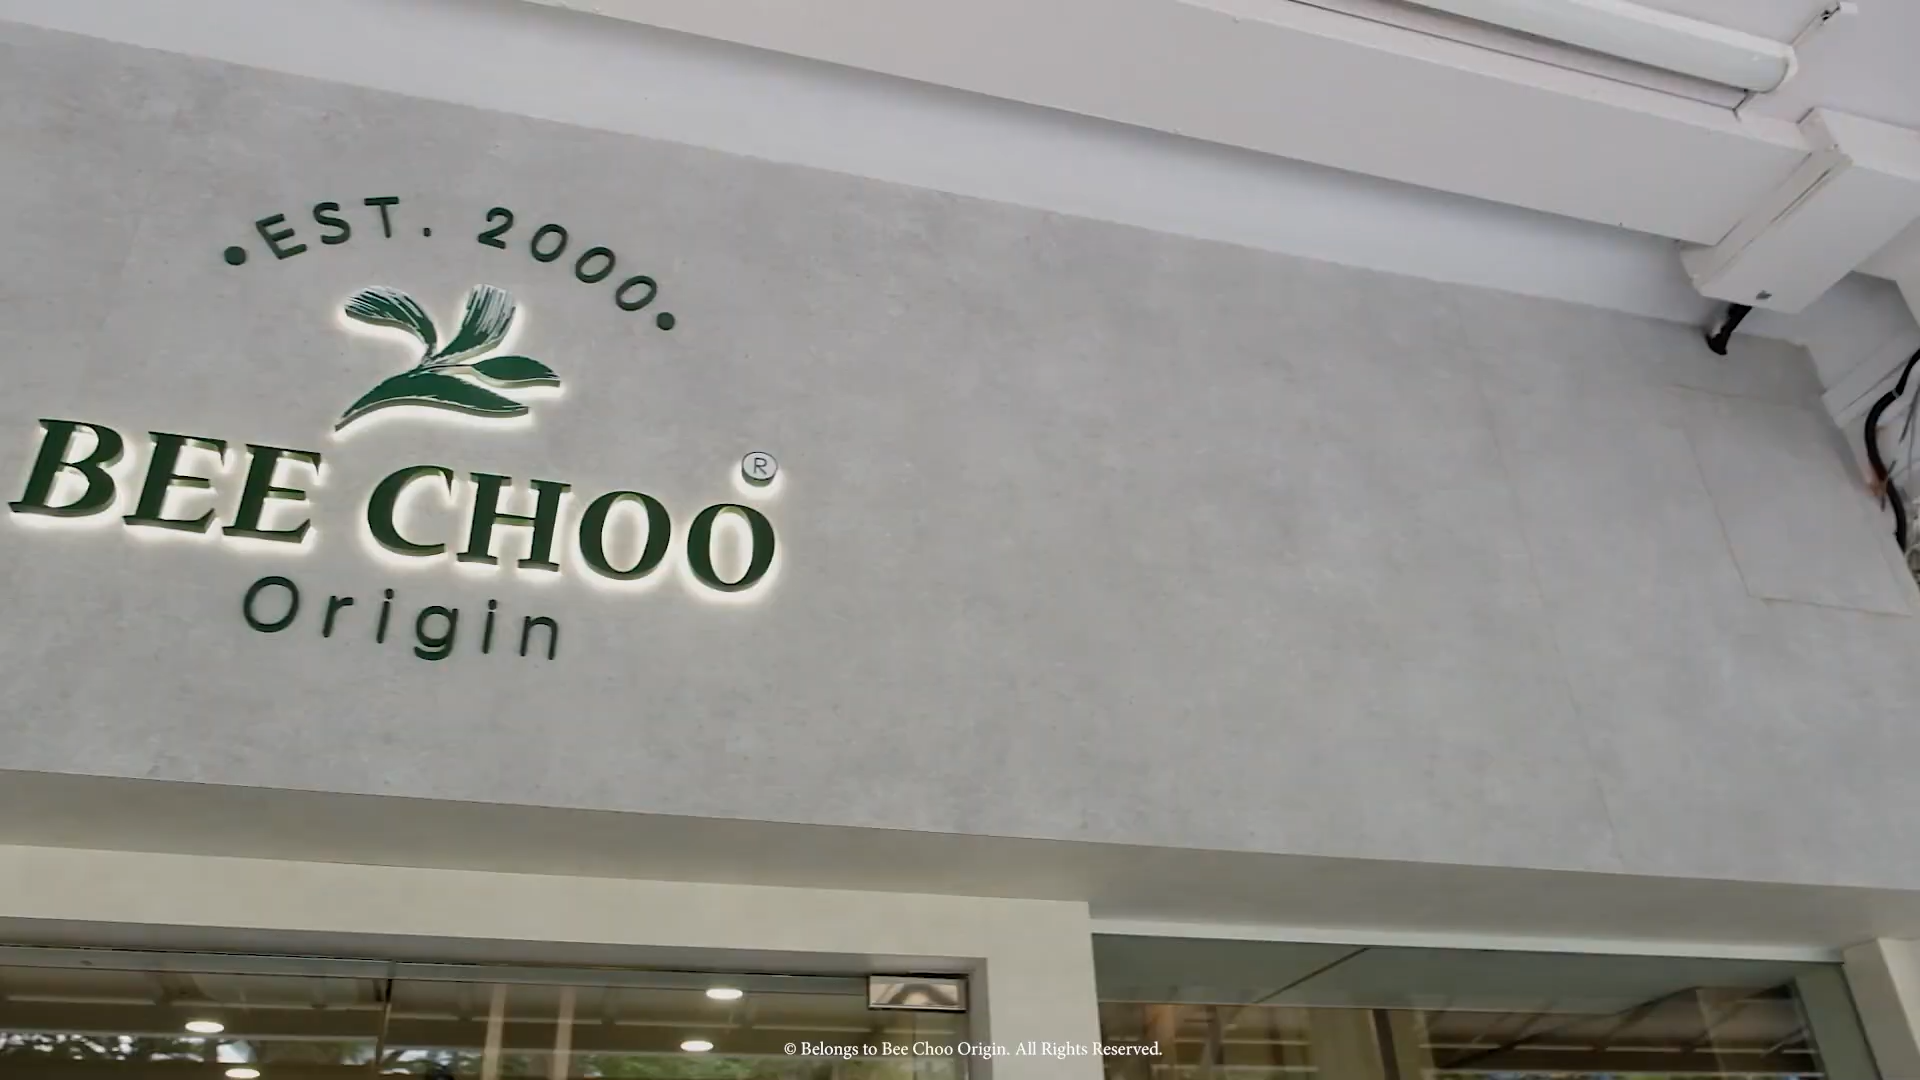 •EST. 2000•
BEE CHOO®
Origin
© Belongs to Bee Choo Origin. All Rights Reserved.